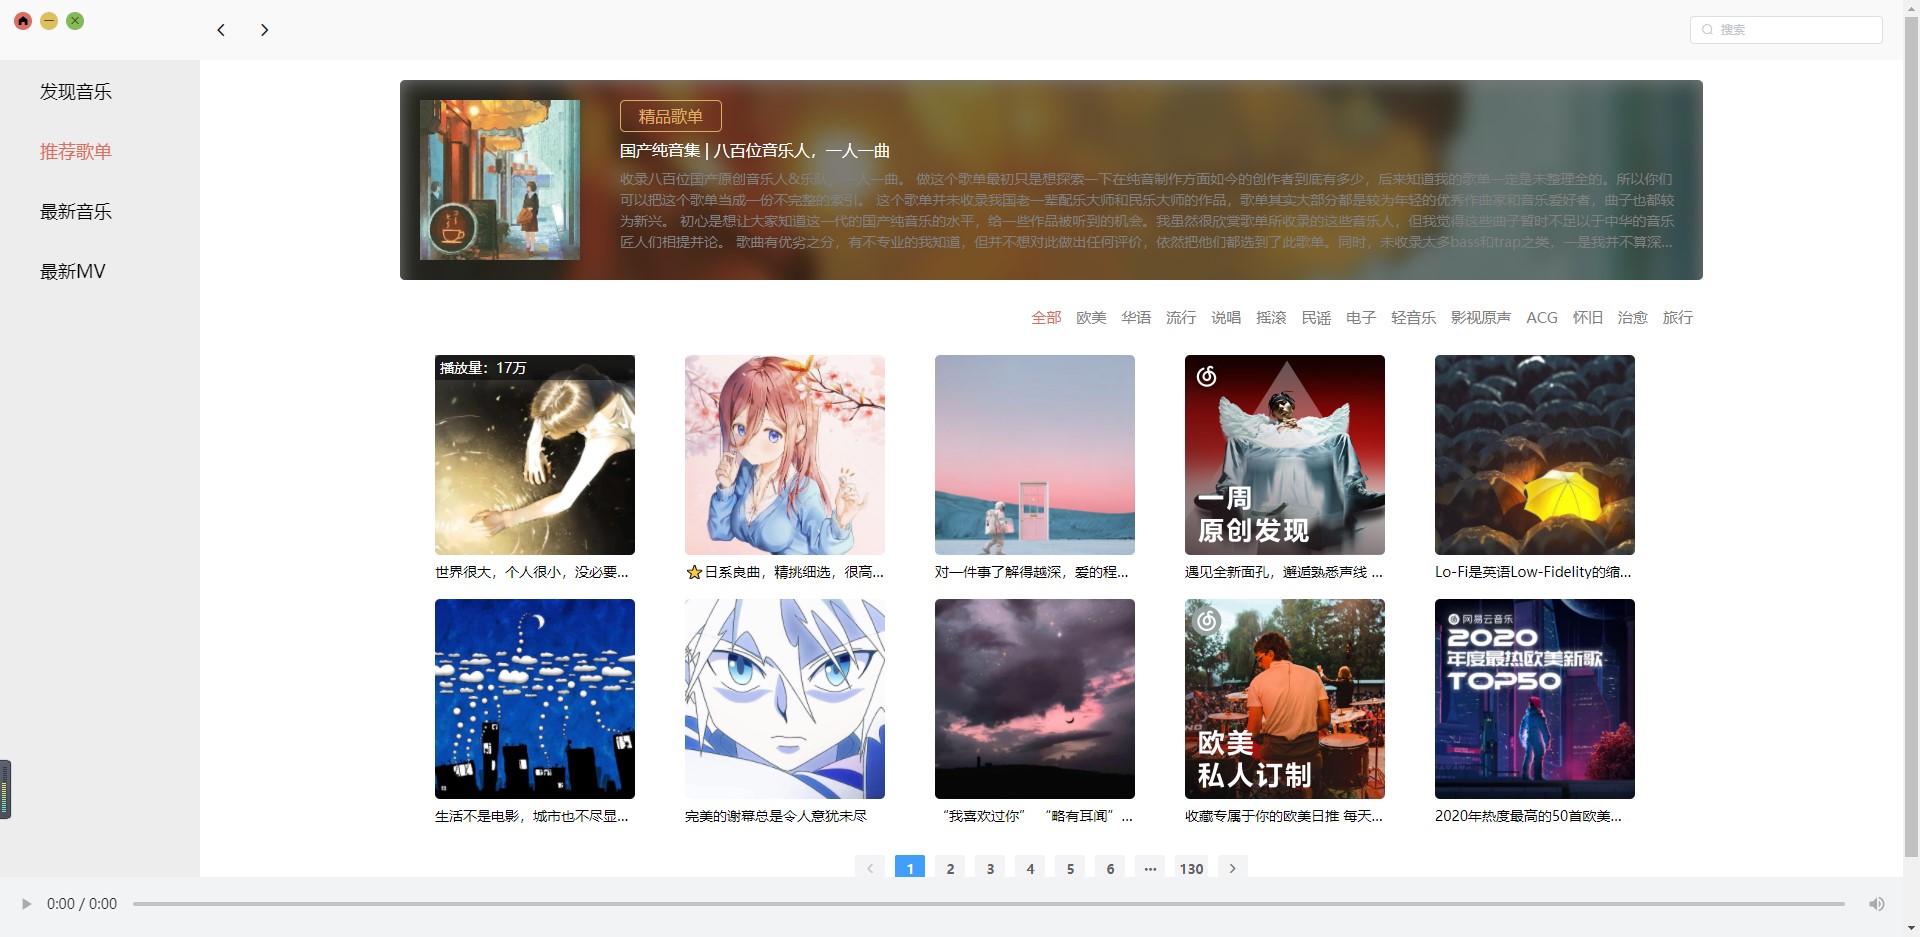 搜索
发现音乐
推荐歌单
最新音乐
最新MV
精品歌单
国产纯音集 | 八百位音乐人，一人一曲
收录八百位国产原创音乐人&乐队，一人一曲。 做这个歌单最初只是想探索一下在纯音制作方面如今的创作者到底有多少，后来知道我的歌单一定是未整理全的。所以你们
可以把这个歌单当成一份不完整的索引。 这个歌单并未收录我国老一辈配乐大师和民乐大师的作品，歌单其实大部分都是较为年轻的优秀作曲家和音乐爱好者，曲子也都较
为新兴。 初心是想让大家知道这一代的国产纯音乐的水平，给一些作品被听到的机会。我虽然很欣赏歌单所收录的这些音乐人，但我觉得这些曲子暂时不足以于中华的音乐
匠人们相提并论。 歌曲有优劣之分，有不专业的我知道，但并不想对此做出任何评价，依然把他们都选到了此歌单。同时，未收录太多bass和trap之类，一是我并不算深...
全部 欧美 华语 流行 说唱 摇滚 民谣 电子 轻音乐 影视原声 ACG 怀旧 治愈 旅行
播放量：17万
一周
原创发现
世界很大，个人很小，没必要...
⭐日系良曲，精挑细选，很高...
对一件事了解得越深，爱的程...
遇见全新面孔，邂逅熟悉声线 ...
Lo-Fi是英语Low-Fidelity的缩...
欧美
私人订制
网易云音乐
2020
年度最热欧美新歌
TOP50
生活不是电影，城市也不尽显...
完美的谢幕总是令人意犹未尽
“我喜欢过你” “略有耳闻” ...
收藏专属于你的欧美日推 每天...
2020年热度最高的50首欧美...
1 2 3 4 5 6 ... 130
0:00 / 0:00